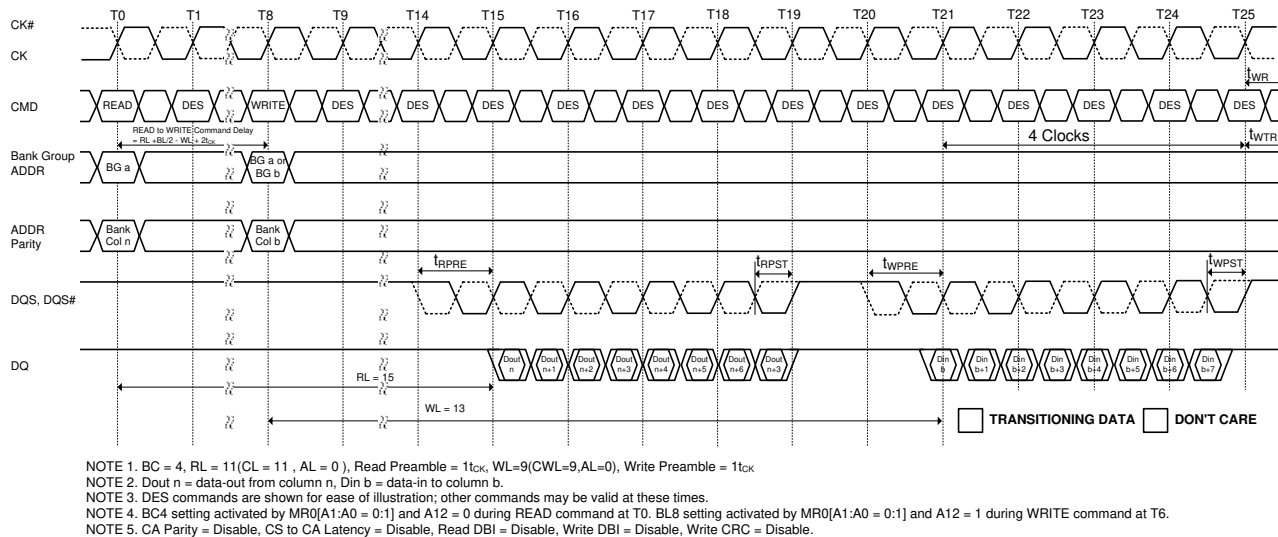 T0 T1 T8 T9 T14 T15 T16 T17 T18 T19 T20 T21 T22 T23 T24 T25
CK#
CK
tWR
CMD READ DES WRITE DES DES DES DES DES DES DES DES DES DES DES DES DES
READ to WRITE Command Delay
= RL +BL/2 - WL + 2tCK
4 Clocks
tWTR
Bank Group
ADDR
BG a
BG a or
BG b
ADDR
Parity
Bank
Col n
Bank
Col b
tRPRE tRPST tWPRE tWPST
DQS, DQS#
DQ
Dout
n
Dout
n+1
Dout
n+2
Dout
n+3
Dout
n+4
Dout
n+5
Dout
n+6
Dout
n+3
Din
b
Din
b+1
Din
b+2
Din
b+3
Din
b+4
Din
b+5
Din
b+6
Din
b+7
RL = 15
WL = 13
TRANSITIONING DATA DON'T CARE
NOTE 1. BC = 4, RL = 11(CL = 11 , AL = 0 ), Read Preamble = 1tCK, WL=9(CWL=9,AL=0), Write Preamble = 1tCK
NOTE 2. Dout n = data-out from column n, Din b = data-in to column b.
NOTE 3. DES commands are shown for ease of illustration; other commands may be valid at these times.
NOTE 4. BC4 setting activated by MR0[A1:A0 = 0:1] and A12 = 0 during READ command at T0. BL8 setting activated by MR0[A1:A0 = 0:1] and A12 = 1 during WRITE command at T6.
NOTE 5. CA Parity = Disable, CS to CA Latency = Disable, Read DBI = Disable, Write DBI = Disable, Write CRC = Disable.